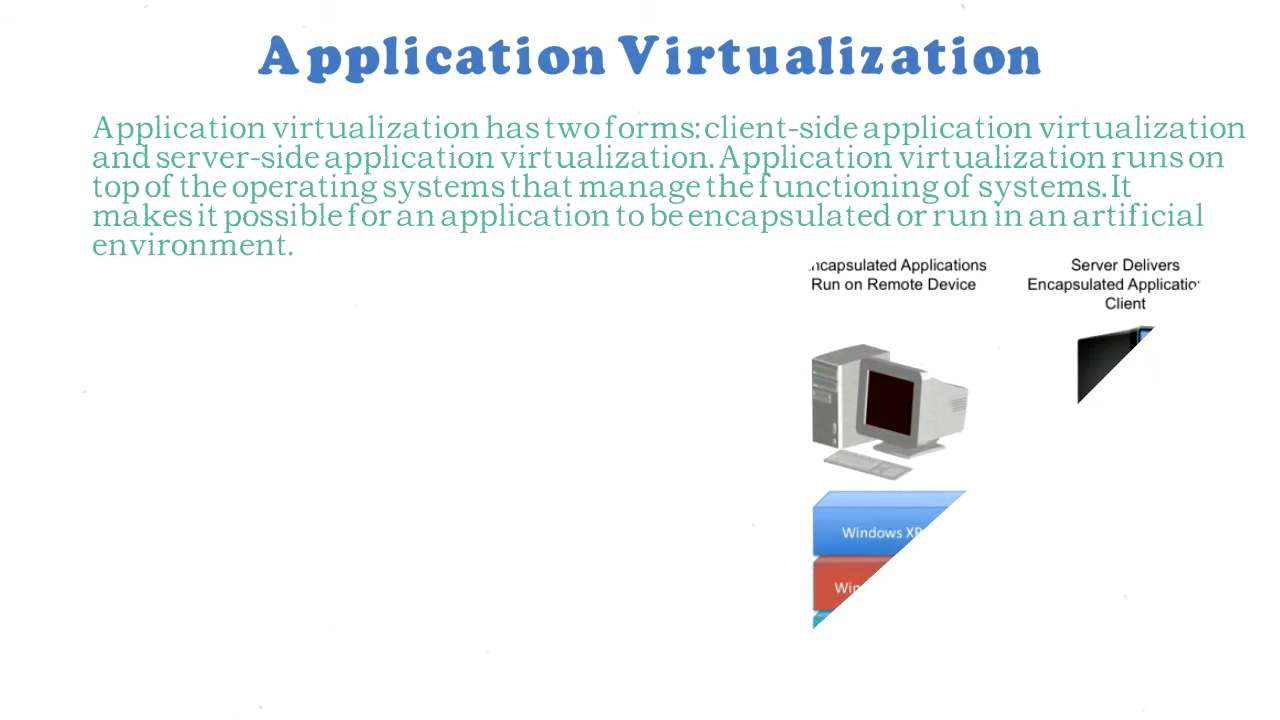 Application Virtualization
Application virtualization has two forms: client-side application virtualization
and server-side application virtualization. Application virtualization runs on
top of the operating systems that manage the functioning of systems. It
makes it possible for an application to be encapsulated or run in an artificial
environment.
Applications
Run on Remote Device
Server Delivers
Encapsulated
Client
Windows